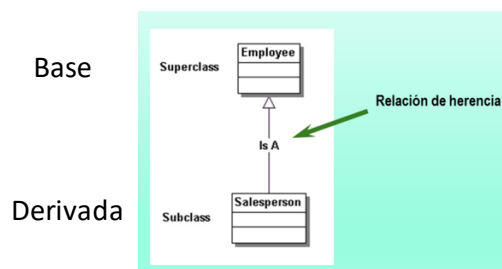 Base
Superclass
Employee
Relación de herencia
Is A
Derivada
Subclass
Salesperson